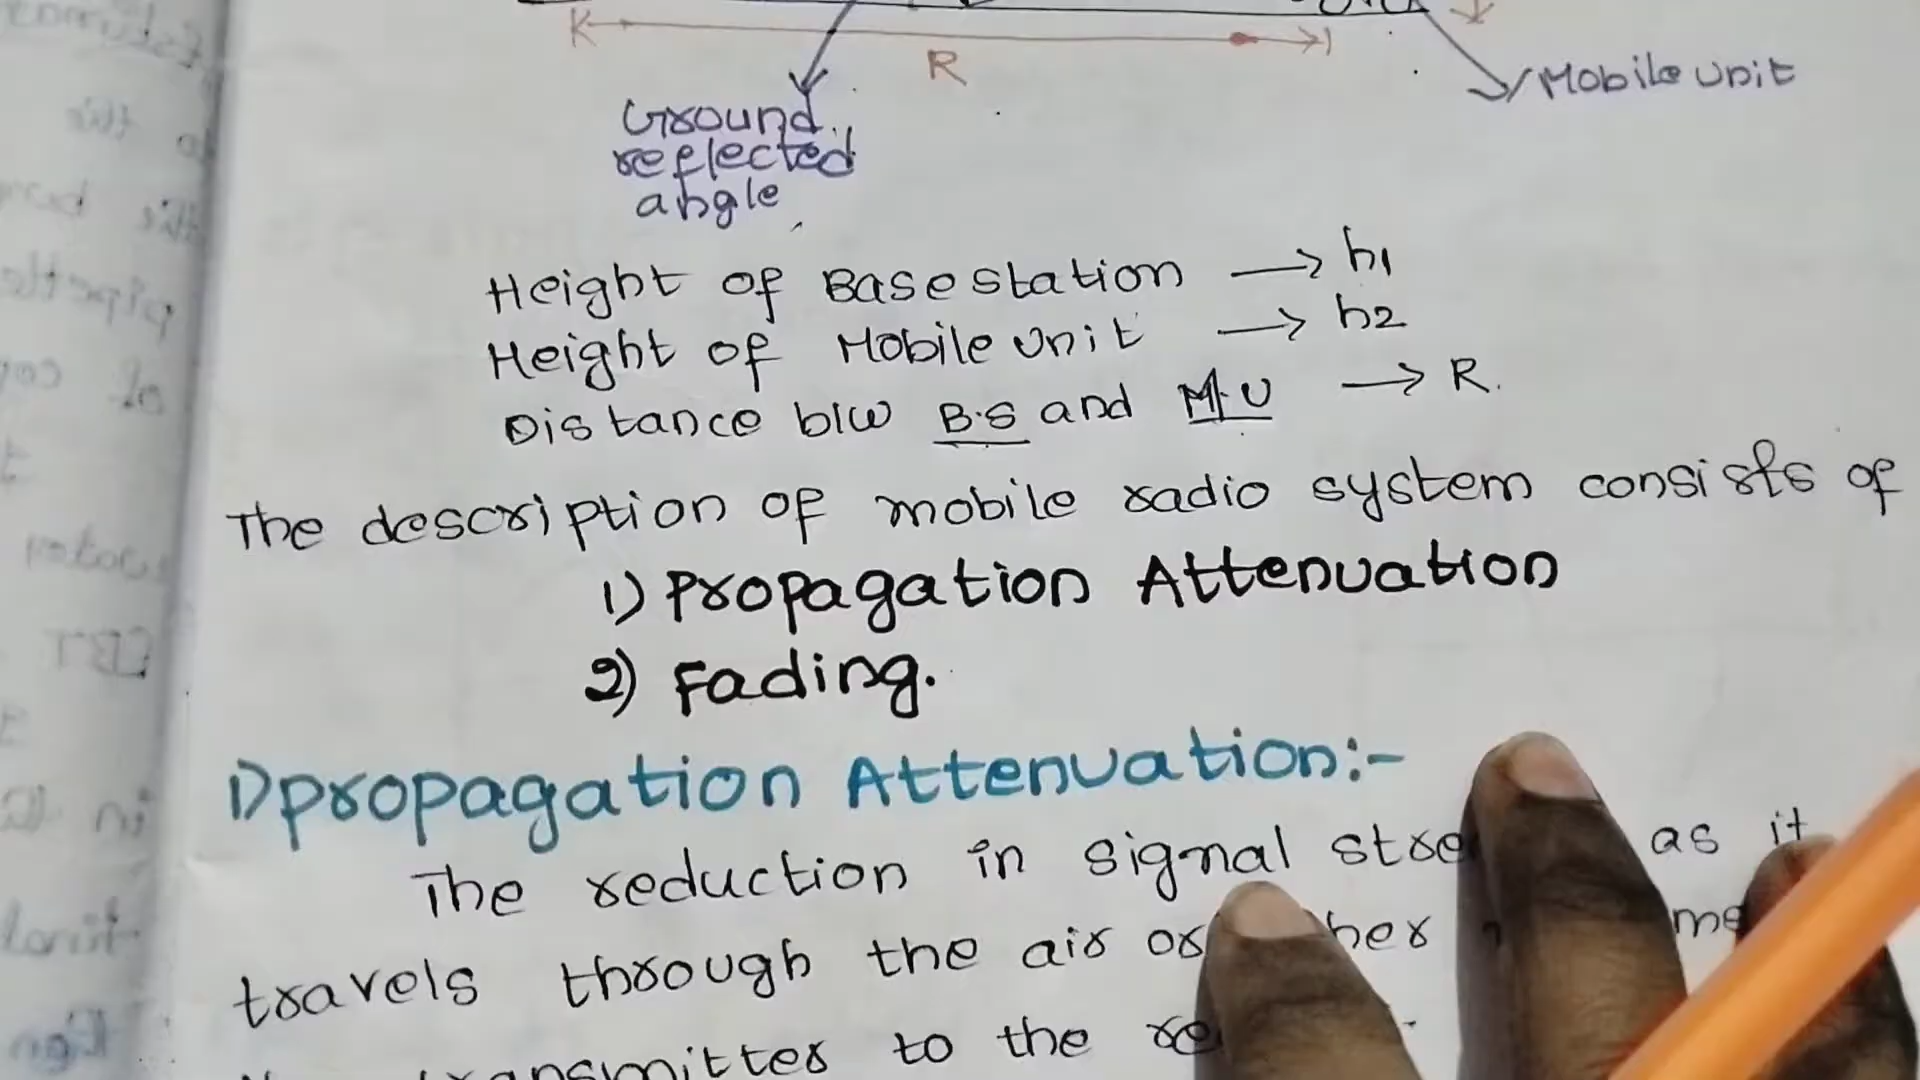 R
Mobile Unit
Ground
reflected
angle
Height of Base station → h1
Height of Mobile Unit → h2
Distance b/w B.S and M.U → R.
The description of mobile radio system consists of
1) Propagation Attenuation
2) Fading.
1) Propagation Attenuation:-
The reduction in signal as it
travels through the air or
transmitter to the